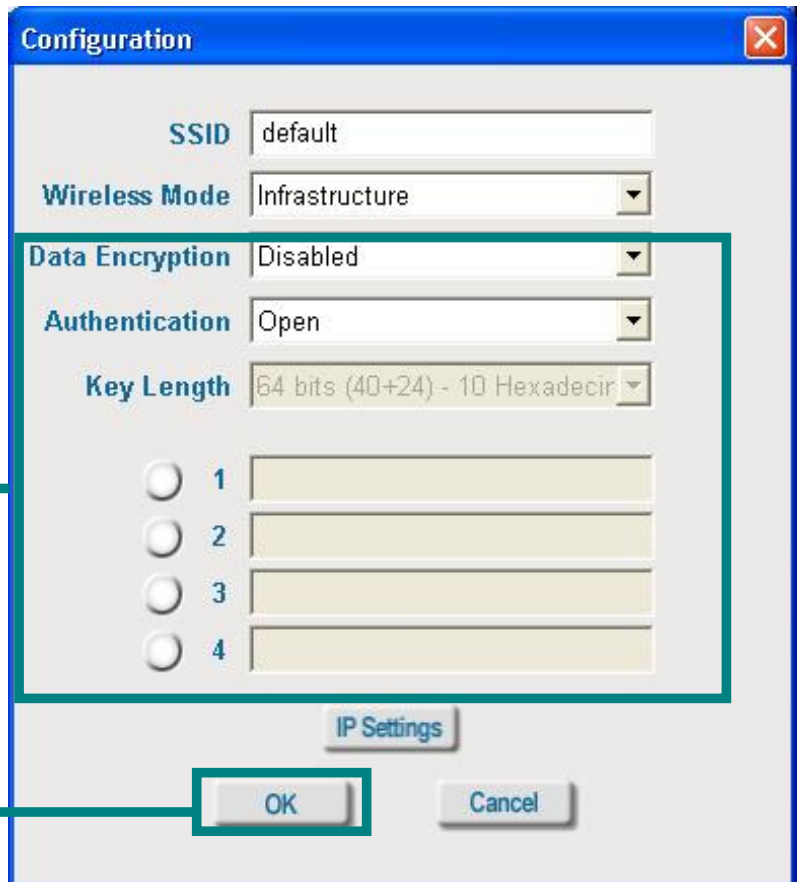 Configuration
SSID default
Wireless Mode Infrastructure
Data Encryption Disabled
Authentication Open
Key Length 64 bits (40+24) - 10 Hexadecir
1
2
3
4
IP Settings
OK Cancel